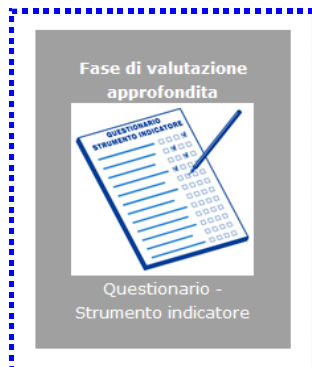 Fase di valutazione
approfondita
QUESTIONARIO
STRUMENTO INDICATORE
Questionario -
Strumento indicatore